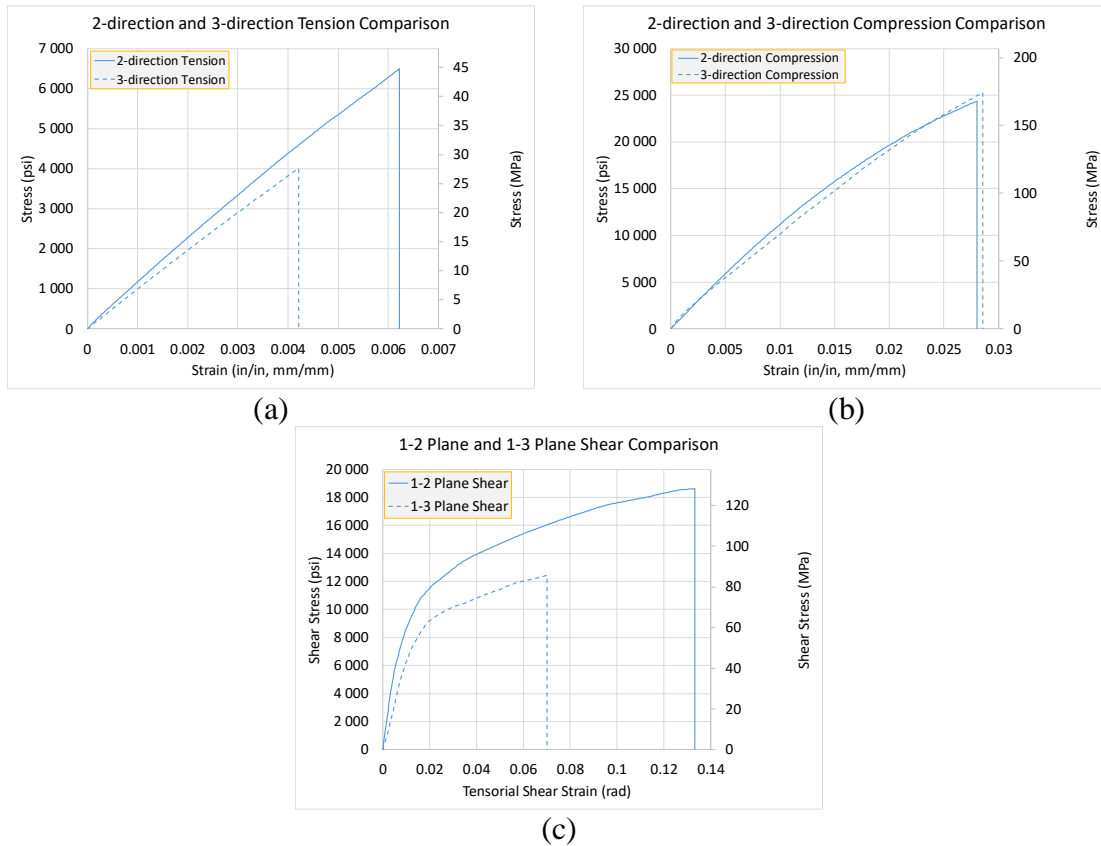 2-direction and 3-direction Tension Comparison
7 000
6 000
5 000
4 000
3 000
2 000
1 000
0
Stress (psi)
2-direction Tension
3-direction Tension
45
40
35
30
25
20
15
10
5
0
Stress (MPa)
0 0.001 0.002 0.003 0.004 0.005 0.006 0.007
Strain (in/in, mm/mm)
(a)
2-direction and 3-direction Compression Comparison
30 000
25 000
20 000
15 000
10 000
5 000
0
Stress (psi)
2-direction Compression
3-direction Compression
200
150
100
50
0
Stress (MPa)
0 0.005 0.01 0.015 0.02 0.025 0.03
Strain (in/in, mm/mm)
(b)
1-2 Plane and 1-3 Plane Shear Comparison
20 000
18 000
16 000
14 000
12 000
10 000
8 000
6 000
4 000
2 000
0
Shear Stress (psi)
1-2 Plane Shear
1-3 Plane Shear
120
100
80
60
40
20
0
Shear Stress (MPa)
0 0.02 0.04 0.06 0.08 0.1 0.12 0.14
Tensorial Shear Strain (rad)
(c)